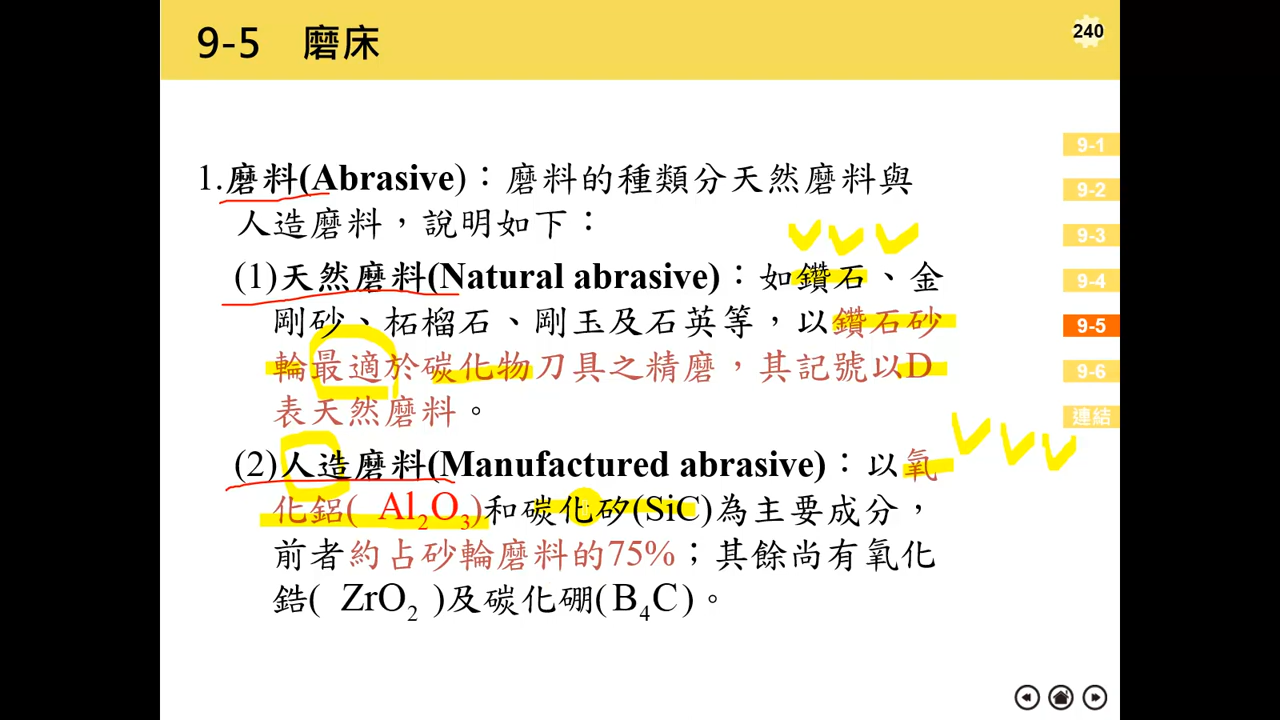 9-5 磨床
240
1.磨料(Abrasive)：磨料的種類分天然磨料與
人造磨料，說明如下：
(1)天然磨料(Natural abrasive)：如鑽石、金
剛砂、柘榴石、剛玉及石英等，以鑽石砂
輪最適於碳化物刀具之精磨，其記號以D
表天然磨料。
(2)人造磨料(Manufactured abrasive)：以氧
化鋁( Al₂O₃)和碳化矽(SiC)為主要成分，
前者約占砂輪磨料的75%；其餘尚有氧化
鋯( ZrO₂ )及碳化硼(B₄C)。
9-1
9-2
9-3
9-4
9-5
9-6
連結